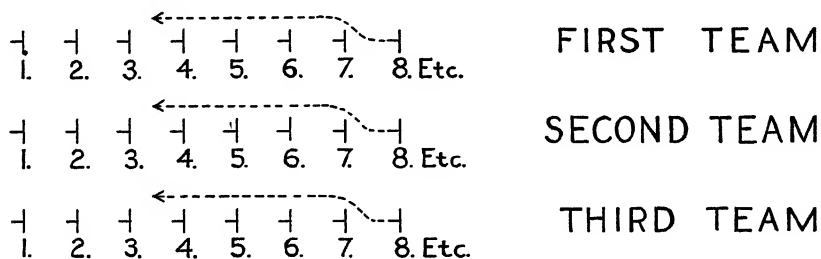 FIRST TEAM
1. 2. 3. 4. 5. 6. 7. 8. Etc.
SECOND TEAM
1. 2. 3. 4. 5. 6. 7. 8. Etc.
THIRD TEAM
1. 2. 3. 4. 5. 6. 7. 8. Etc.